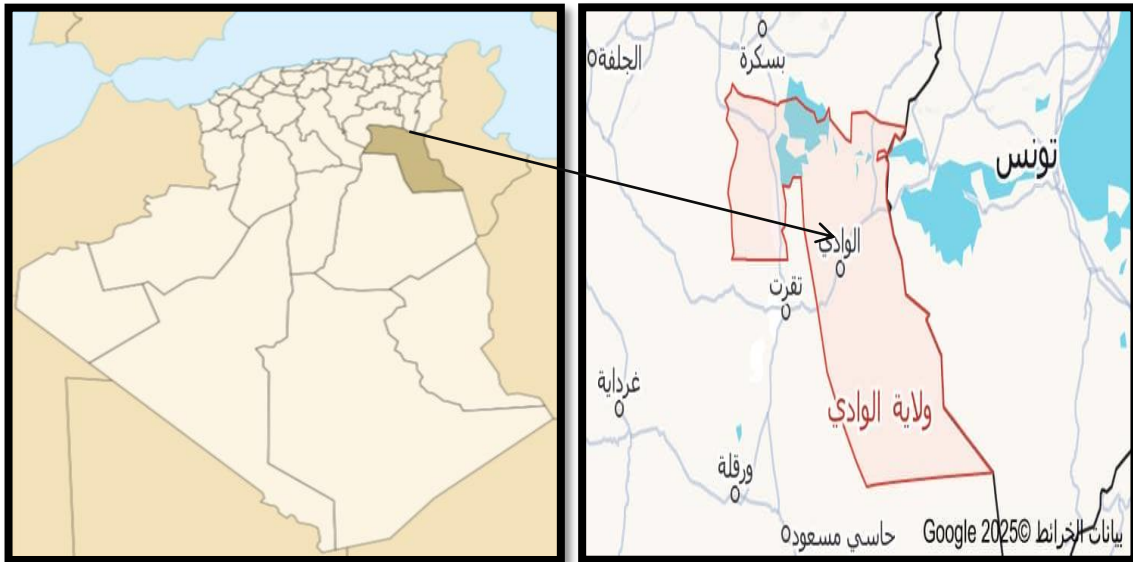 بسكرة
الجلفة
تونس
الوادي
تقرت
غرداية
ولاية الوادي
ورقلة
حاسي مسعود
بيانات الخرائط ©2025 Google